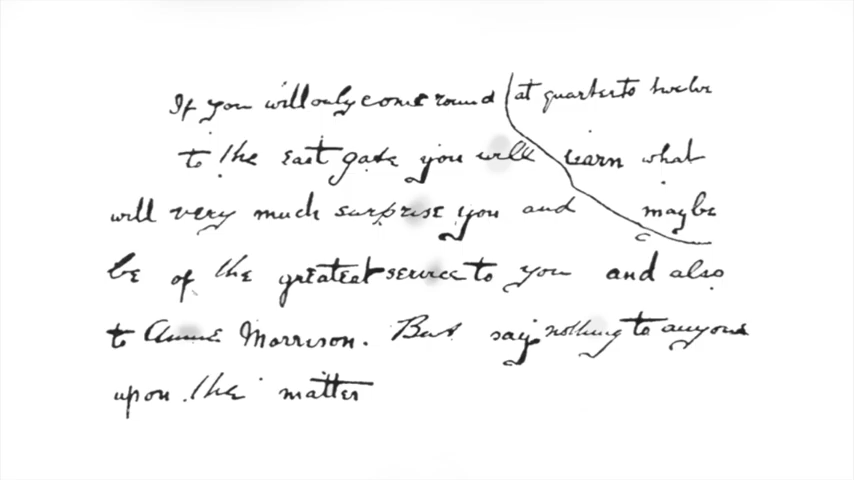 If you will only come round at quarter to twelve
to the east gate you will learn what
will very much surprise you and maybe
be of the greatest service to you and also
to Annie Morrison. But say nothing to anyone
upon the matter